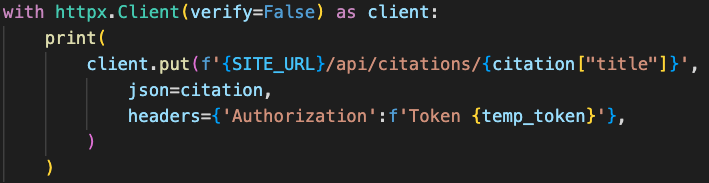 with httpx.Client(verify=False) as client:
    print(
        client.put(f'{SITE_URL}/api/citations/{citation["title"]}',
            json=citation,
            headers={'Authorization':f'Token {temp_token}'},
        )
    )